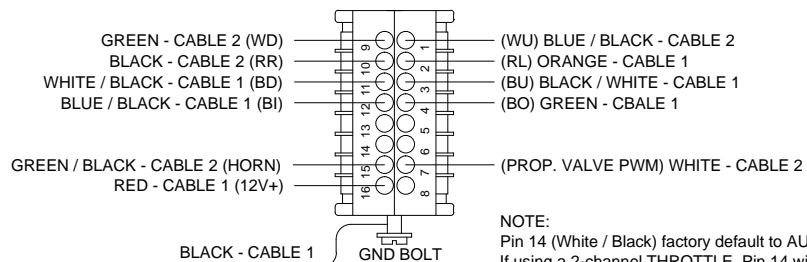 GREEN - CABLE 2 (WD)
BLACK - CABLE 2 (RR)
WHITE / BLACK - CABLE 1 (BD)
BLUE / BLACK - CABLE 1 (BI)
GREEN / BLACK - CABLE 2 (HORN)
RED - CABLE 1 (12V+)
9 1
10 2
11 3
12 4
13 5
14 6
15 7
16 8
(WU) BLUE / BLACK - CABLE 2
(RL) ORANGE - CABLE 1
(BU) BLACK / WHITE - CABLE 1
(BO) GREEN - CBALE 1
(PROP. VALVE PWM) WHITE - CABLE 2
BLACK - CABLE 1
GND BOLT
NOTE:
Pin 14 (White / Black) factory default to
If using a 2-channel THROTTLE, Pin 14